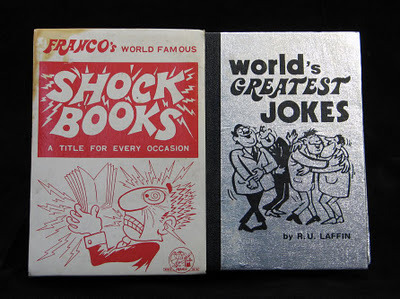 FRANCO's WORLD FAMOUS
SHOCK
BOOKS
A TITLE FOR EVERY OCCASION
world's
GREATEST
JOKES
by R.U. LAFFIN